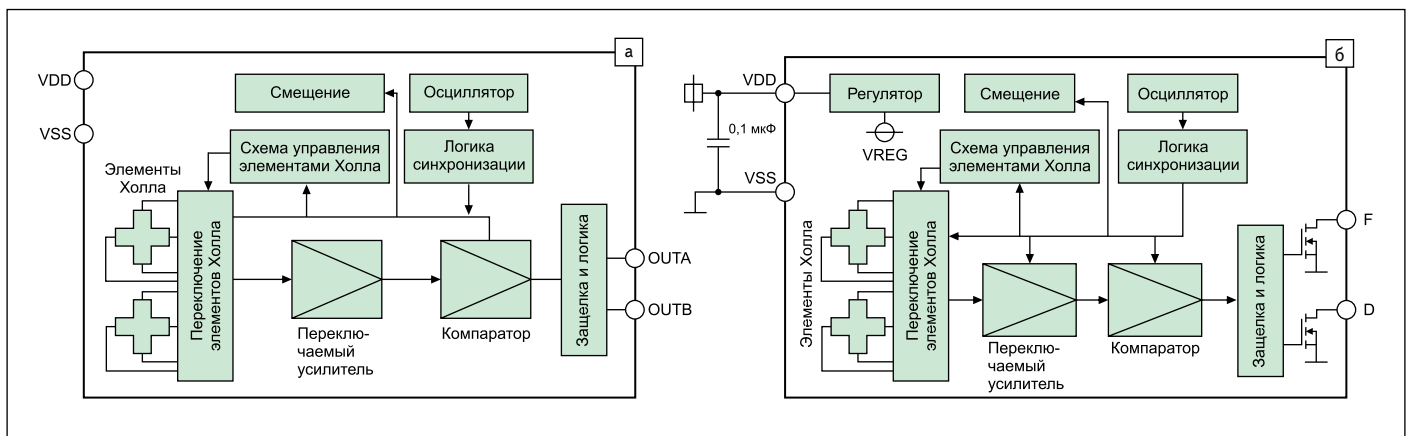 а
VDD
VSS
Смещение
Осциллятор
Схема управления
элементами Холла
Логика
синхронизации
Элементы
Холла
Переключение
элементов Холла
Переклю-
чаемый
усилитель
Компаратор
Защелка и логика
OUTA
OUTB
б
VDD
0,1 мкФ
VSS
Регулятор
VREG
Смещение
Осциллятор
Схема управления
элементами Холла
Логика
синхронизации
Элементы Холла
Переключение
элементов Холла
Переклю-
чаемый
усилитель
Компаратор
Защелка и логика
F
D